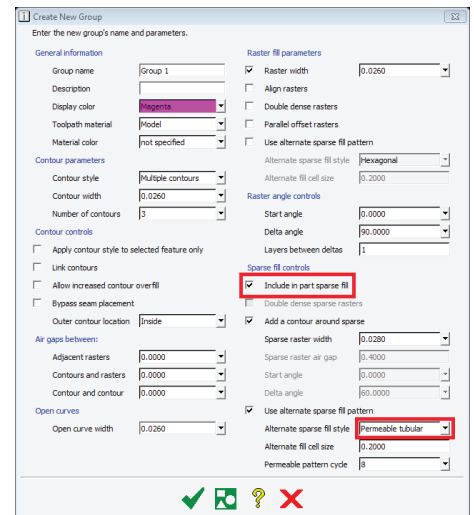 Create New Group
Enter the new group's name and parameters.
General information
Group name Group 1
Description
Display color Magenta
Toolpath material Model
Material color not specified
Contour parameters
Contour style Multiple contours
Contour width 0.0260
Number of contours 3
Contour controls
Apply contour style to selected feature only
Link contours
Allow increased contour overfill
Bypass seam placement
Outer contour location Inside
Air gaps between:
Adjacent rasters 0.0000
Contours and rasters 0.0000
Contour and contour 0.0000
Open curves
Open curve width 0.0260
Raster fill parameters
Raster width 0.0260
Align rasters
Double dense rasters
Parallel offset rasters
Use alternate sparse fill pattern
Alternate sparse fill style Hexagonal
Alternate fill cell size 0.2000
Raster angle controls
Start angle 0.0000
Delta angle 90.0000
Layers between deltas 1
Sparse fill controls
Include in part sparse fill
Double dense sparse rasters
Add a contour around sparse
Sparse raster width 0.0280
Sparse raster air gap 0.4000
Start angle 0.0000
Delta angle 60.0000
Use alternate sparse fill pattern
Alternate sparse fill style Permeable tubular
Alternate fill cell size 0.2000
Permeable pattern cycle 8